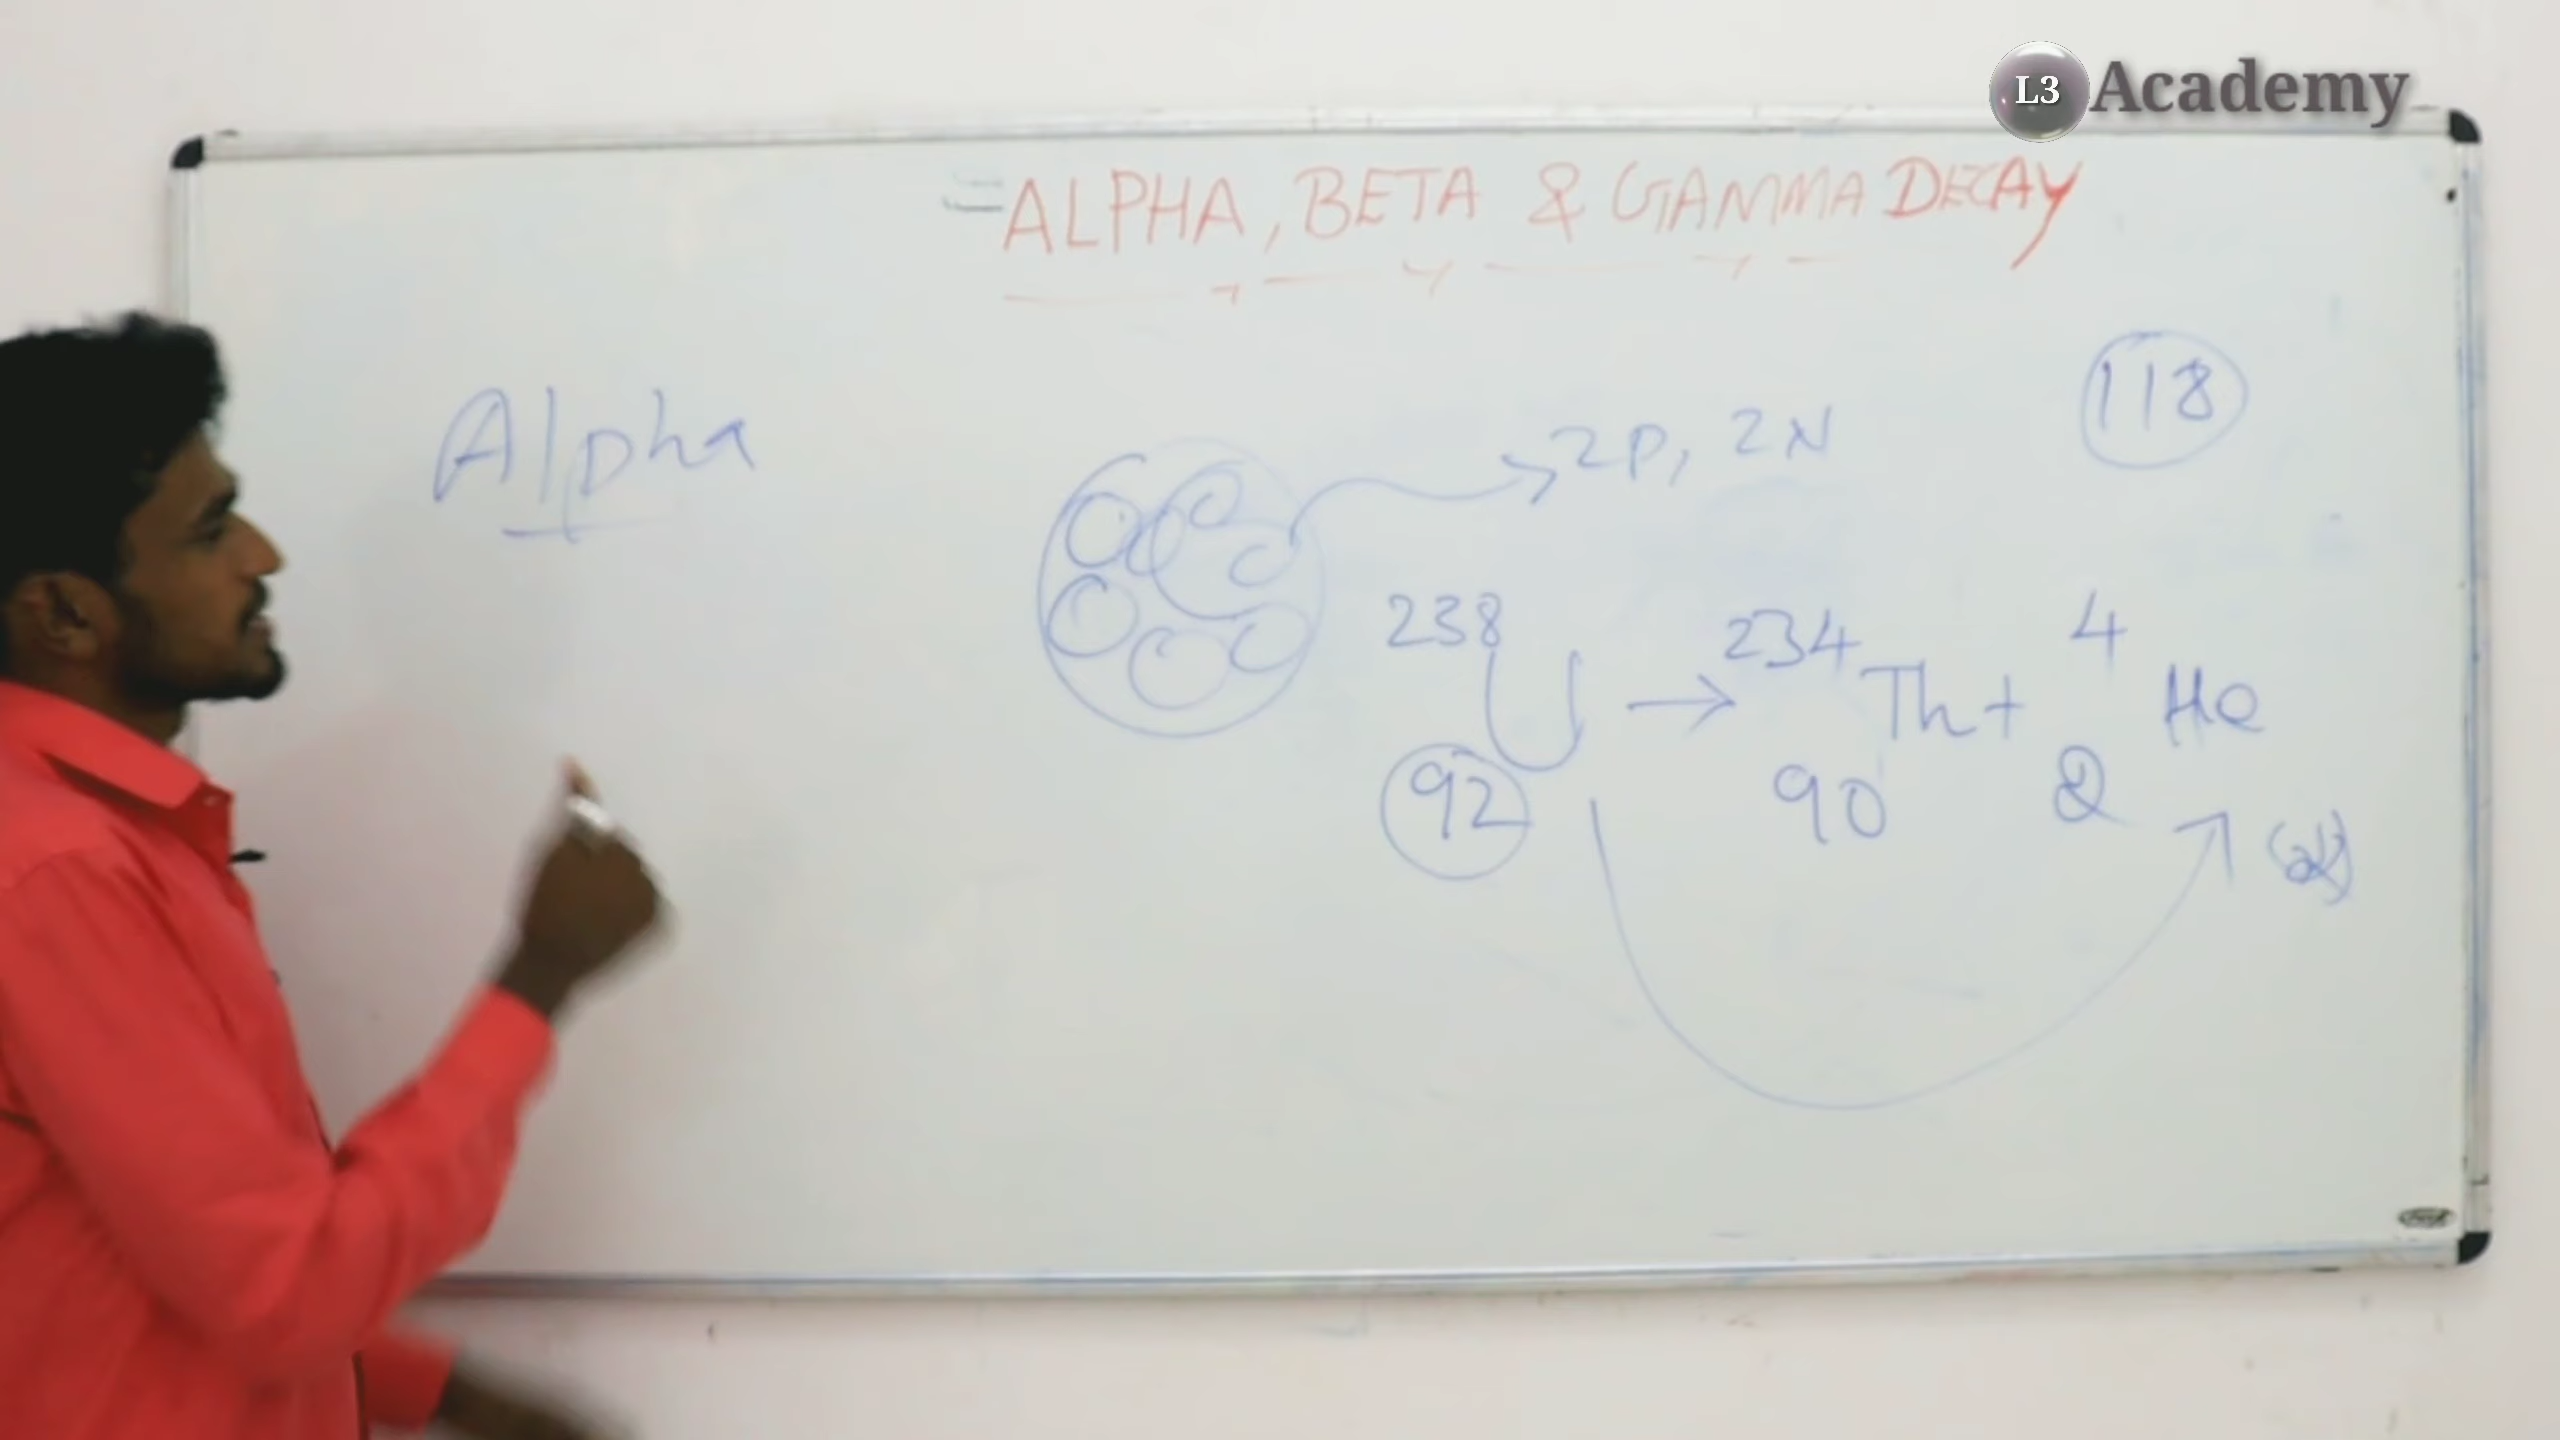 L3 Academy
=ALPHA, BETA & GAMMA DECAY
Alpha
2P, 2N
118
238 U → 234 Th + 4 He
92 90 2